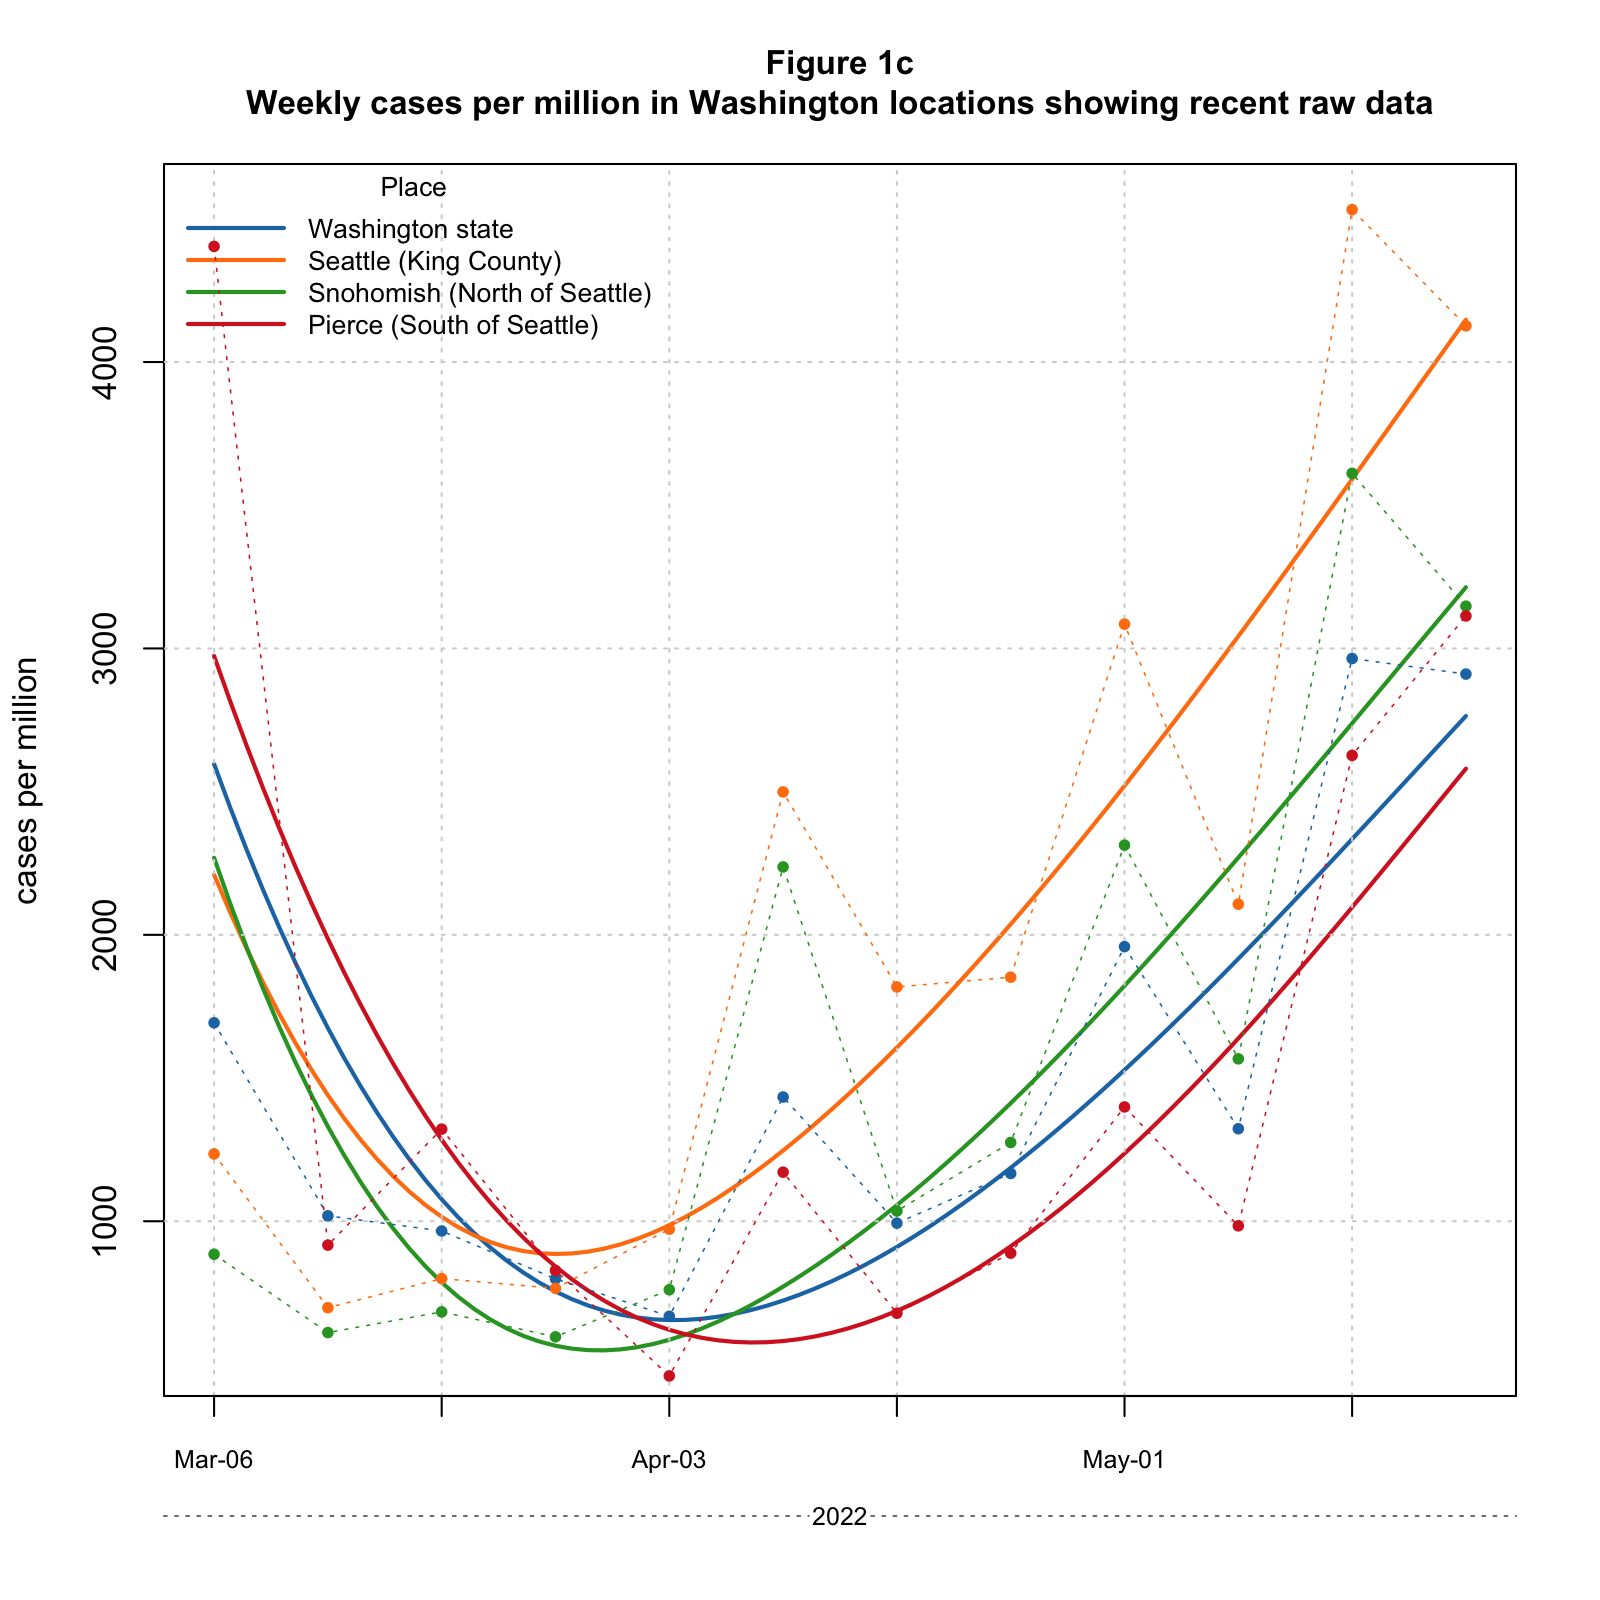 Figure 1c
Weekly cases per million in Washington locations showing recent raw data
Place
Washington state
Seattle (King County)
Snohomish (North of Seattle)
Pierce (South of Seattle)
cases per million
4000
3000
2000
1000
Mar-06
Apr-03
May-01
2022